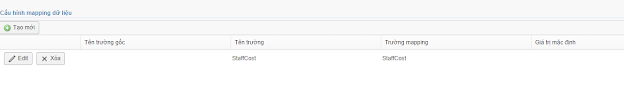 Cấu hình mapping dữ liệu
Tạo mới
Tên trường gốc Tên trường Trường mapping Giá trị mặc định
Edit Xóa StaffCost StaffCost